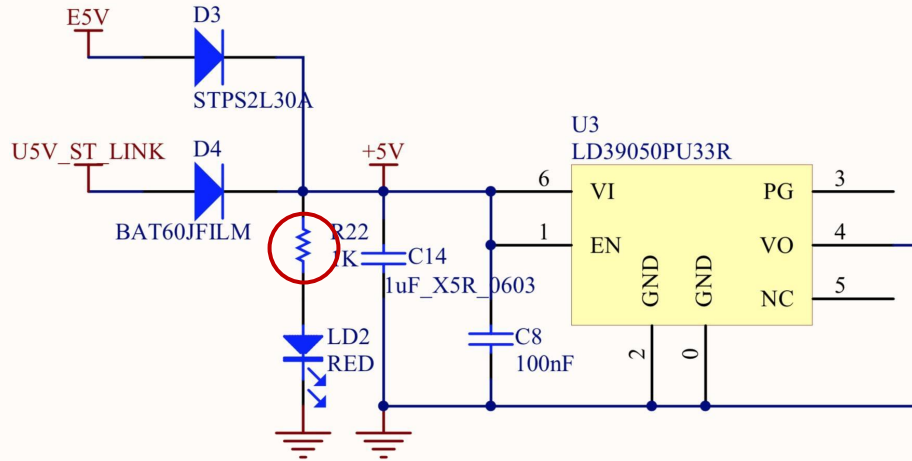 E5V
D3
STPS2L30A
U5V_ST_LINK
D4
BAT60JFILM
+5V
R22
1K
C14
1uF_X5R_0603
LD2
RED
C8
100nF
U3
LD39050PU33R
6
VI
PG
3
1
EN
VO
4
GND
GND
NC
5
2
0